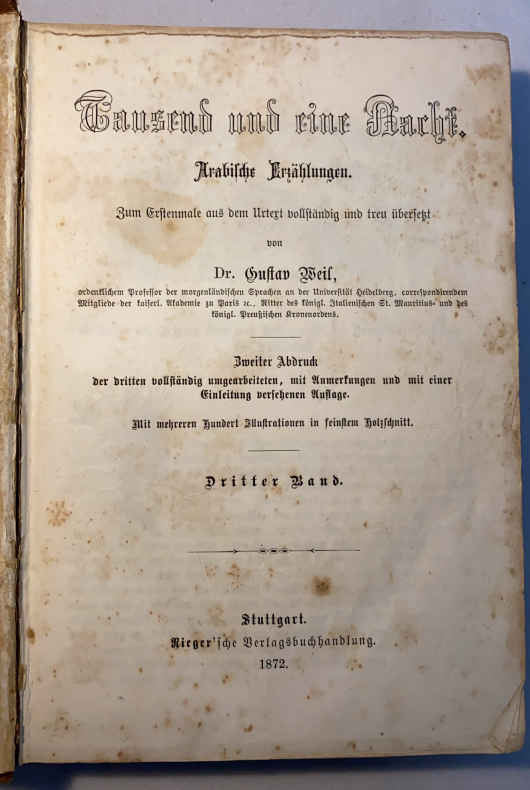 Tausend und eine Nacht.
Arabische Erzählungen.
Zum Erstenmale aus dem Urtext vollständig und treu übersetzt
von
Dr. Gustav Weil,
ordentlichem Professor der morgenländischen Sprachen an der Universität Heidelberg, correspondirendem
Mitgliede der kaiserl. Akademie zu Paris ꝛc., Ritter des königl. Italienischen St. Mauritius- und des
königl. Preußischen Kronenordens.
Zweiter Abdruck
der dritten vollständig umgearbeiteten, mit Anmerkungen und mit einer
Einleitung versehenen Auflage.
Mit mehreren Hundert Illustrationen in feinstem Holzschnitt.
Dritter Band.
Stuttgart.
Rieger'sche Verlagsbuchhandlung.
1872.